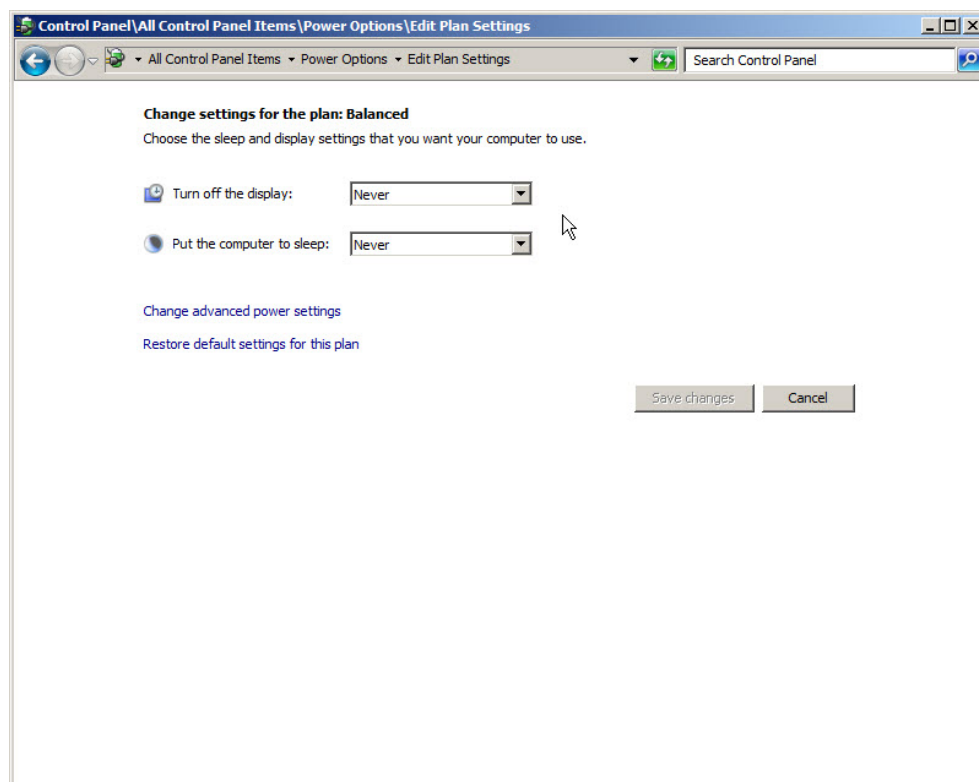 Control Panel\All Control Panel Items\Power Options\Edit Plan Settings
All Control Panel Items Power Options Edit Plan Settings Search Control Panel
Change settings for the plan: Balanced
Choose the sleep and display settings that you want your computer to use.
Turn off the display: Never
Put the computer to sleep: Never
Change advanced power settings
Restore default settings for this plan
Save changes Cancel